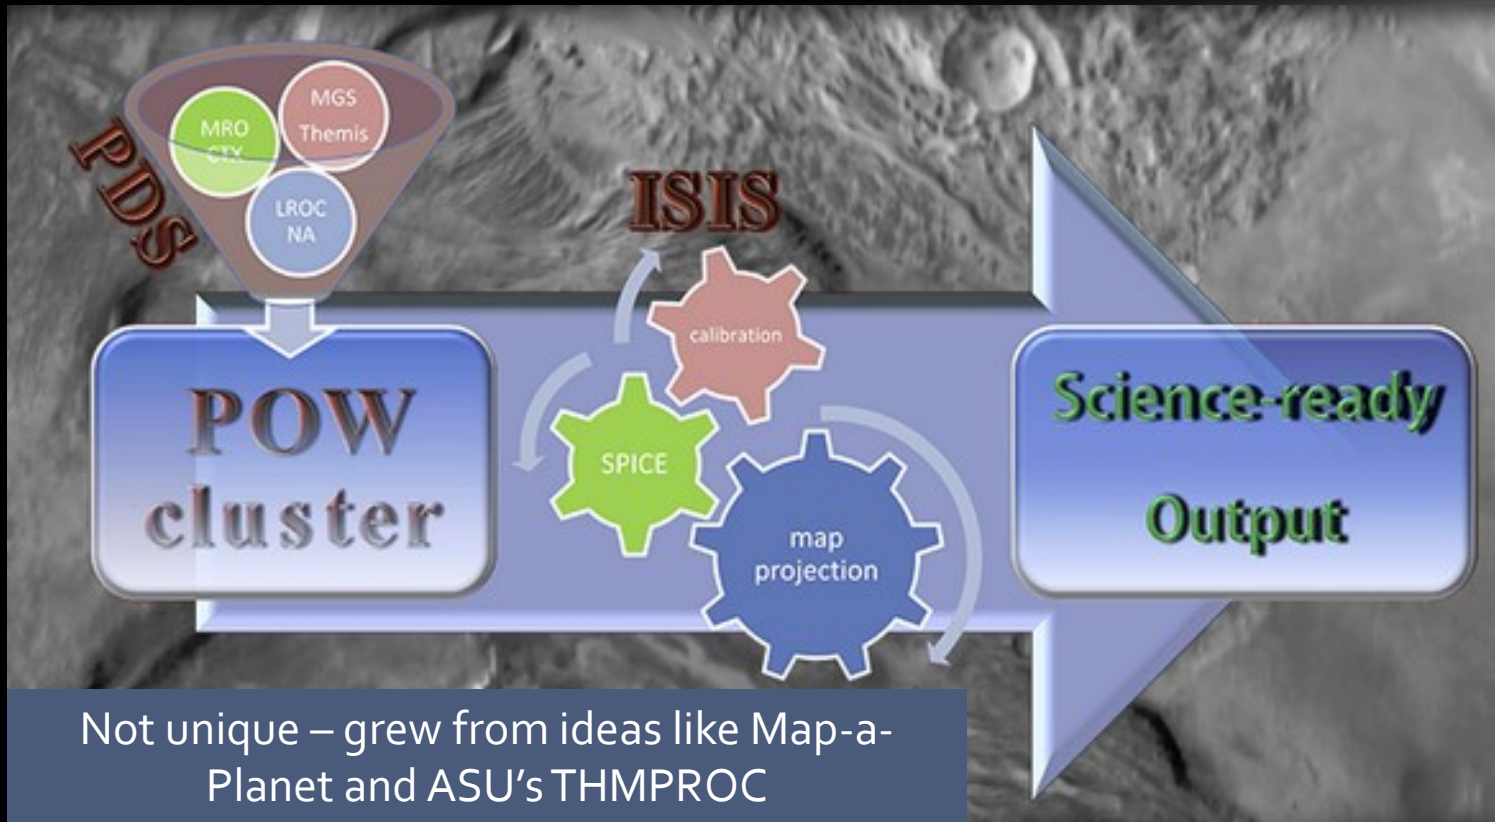 PDS
MRO
CTX
MGS
Themis
LROC
NA
ISIS
calibration
SPICE
map
projection
POW
cluster
Science-ready
Output
Not unique – grew from ideas like Map-a-
Planet and ASU's THMPROC